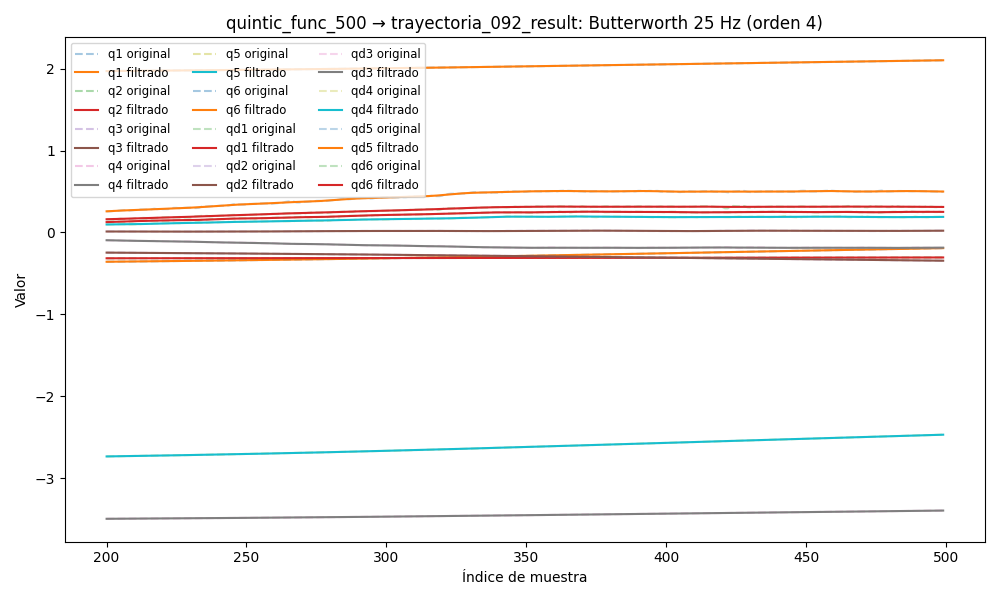 quintic_func_500 → trayectoria_092_result: Butterworth 25 Hz (orden 4)
q1 original
q1 filtrado
q2 original
q2 filtrado
q3 original
q3 filtrado
q4 original
q4 filtrado
q5 original
q5 filtrado
q6 original
q6 filtrado
qd1 original
qd1 filtrado
qd2 original
qd2 filtrado
qd3 original
qd3 filtrado
qd4 original
qd4 filtrado
qd5 original
qd5 filtrado
qd6 original
qd6 filtrado
Valor
2
1
0
−1
−2
−3
200
250
300
350
400
450
500
Índice de muestra